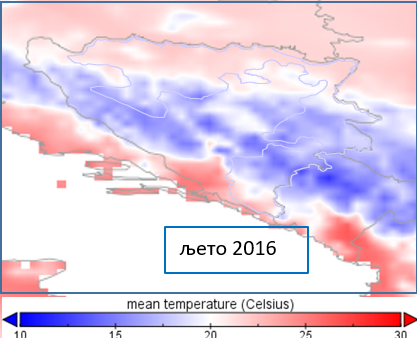 љето 2016
mean temperature (Celsius)
10 15 20 25 30